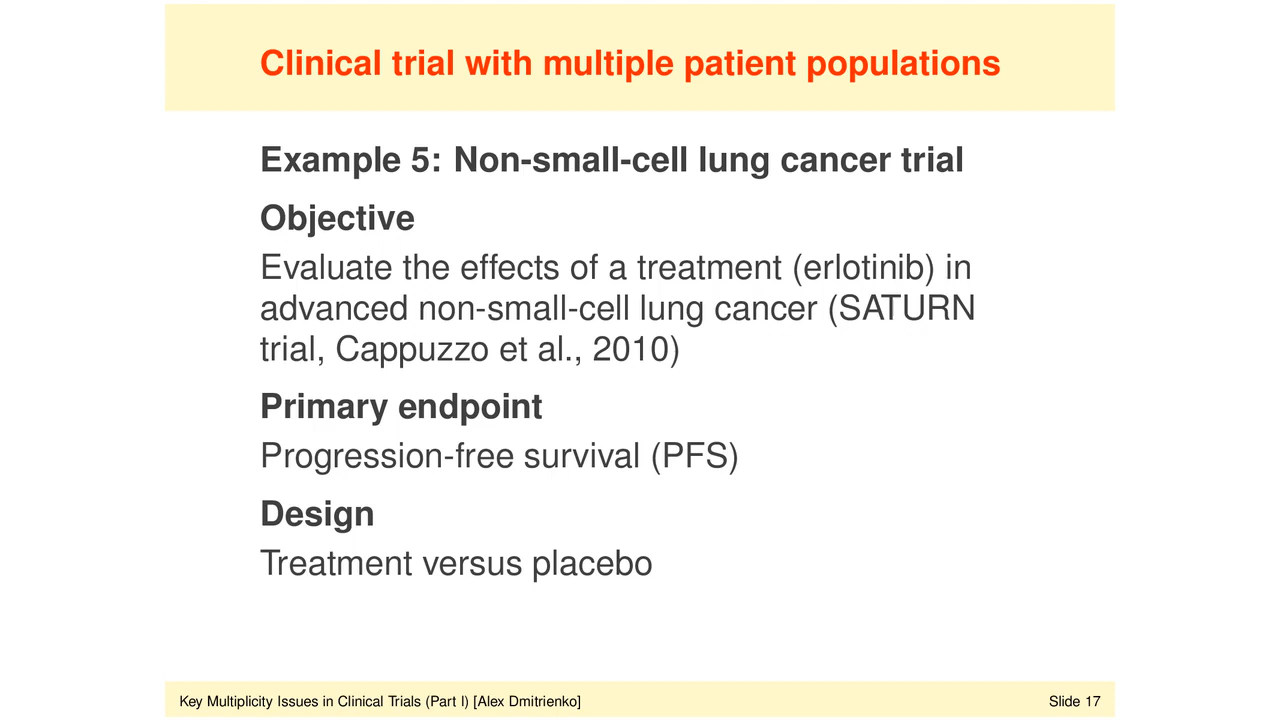 Clinical trial with multiple patient populations
Example 5: Non-small-cell lung cancer trial
Objective
Evaluate the effects of a treatment (erlotinib) in
advanced non-small-cell lung cancer (SATURN
trial, Cappuzzo et al., 2010)
Primary endpoint
Progression-free survival (PFS)
Design
Treatment versus placebo
Key Multiplicity Issues in Clinical Trials (Part I) [Alex Dmitrienko]
Slide 17